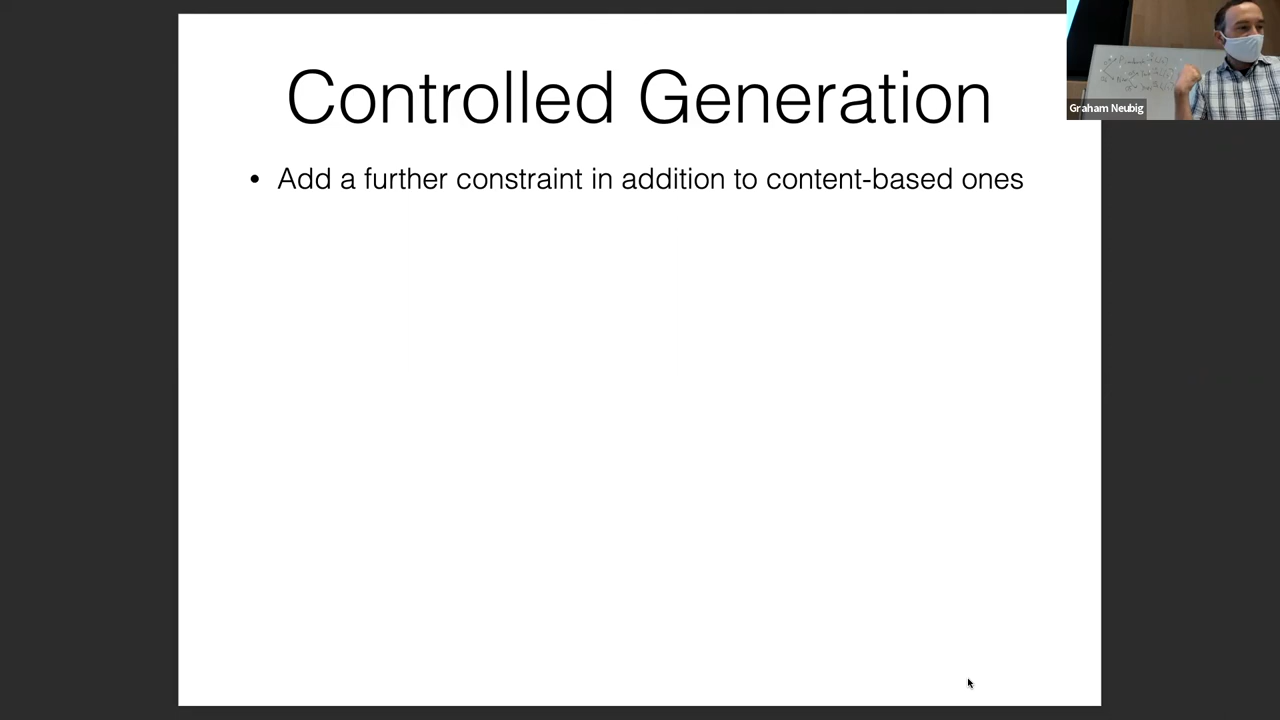 Controlled Generation
• Add a further constraint in addition to content-based ones
Graham Neubig